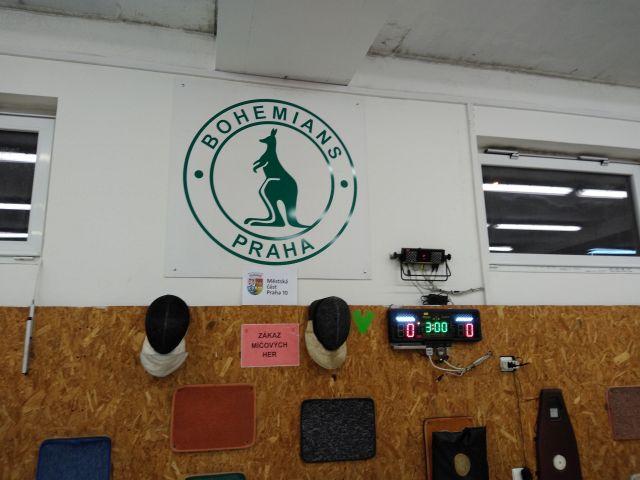 BOHEMIANS
PRAHA
Městská
část
Praha 10
ZÁKAZ
MÍČOVÝCH
HER
0 3:00 0